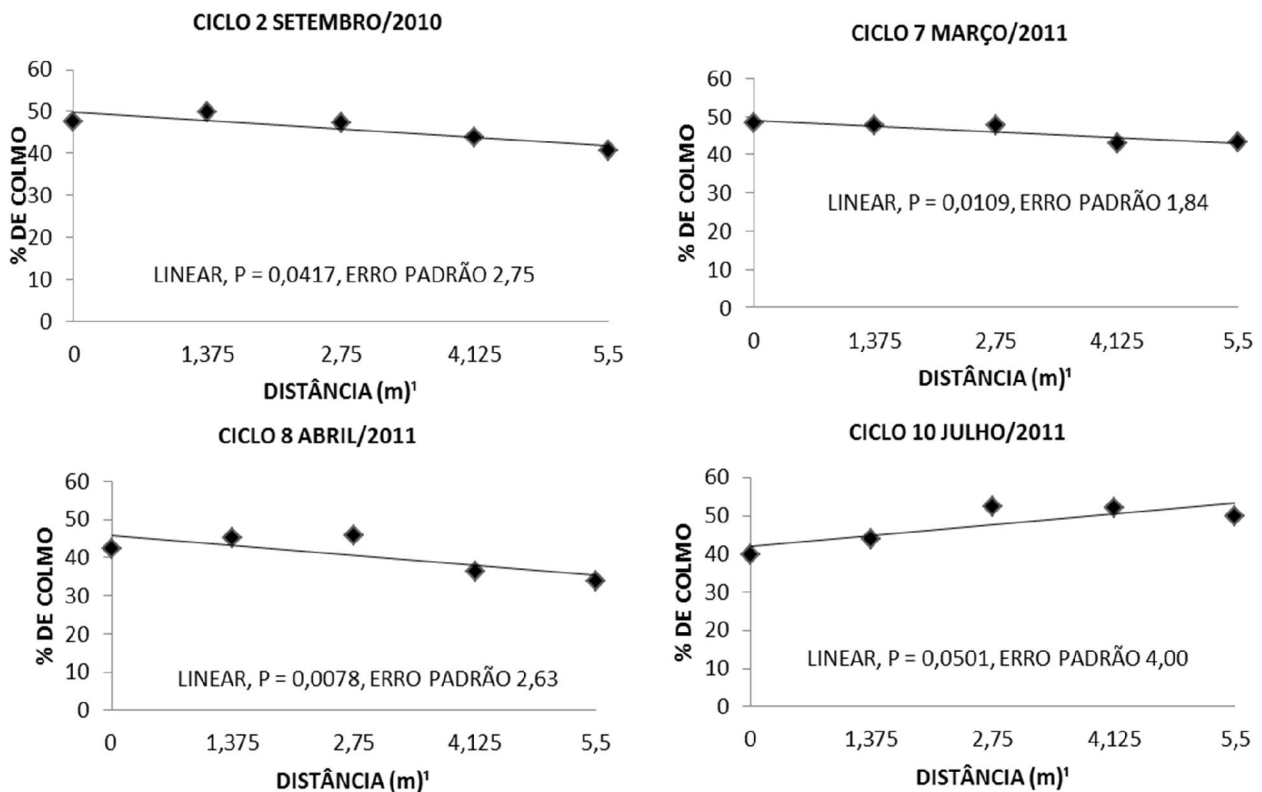 CICLO 2 SETEMBRO/2010
% DE COLMO
60
50
40
30
20
10
0
LINEAR, P = 0,0417, ERRO PADRÃO 2,75
0 1,375 2,75 4,125 5,5
DISTÂNCIA (m)¹
CICLO 7 MARÇO/2011
% DE COLMO
60
50
40
30
20
10
0
LINEAR, P = 0,0109, ERRO PADRÃO 1,84
0 1,375 2,75 4,125 5,5
DISTÂNCIA (m)¹
CICLO 8 ABRIL/2011
% DE COLMO
60
50
40
30
20
10
0
LINEAR, P = 0,0078, ERRO PADRÃO 2,63
0 1,375 2,75 4,125 5,5
DISTÂNCIA (m)¹
CICLO 10 JULHO/2011
% DE COLMO
60
50
40
30
20
10
0
LINEAR, P = 0,0501, ERRO PADRÃO 4,00
0 1,375 2,75 4,125 5,5
DISTÂNCIA (m)¹